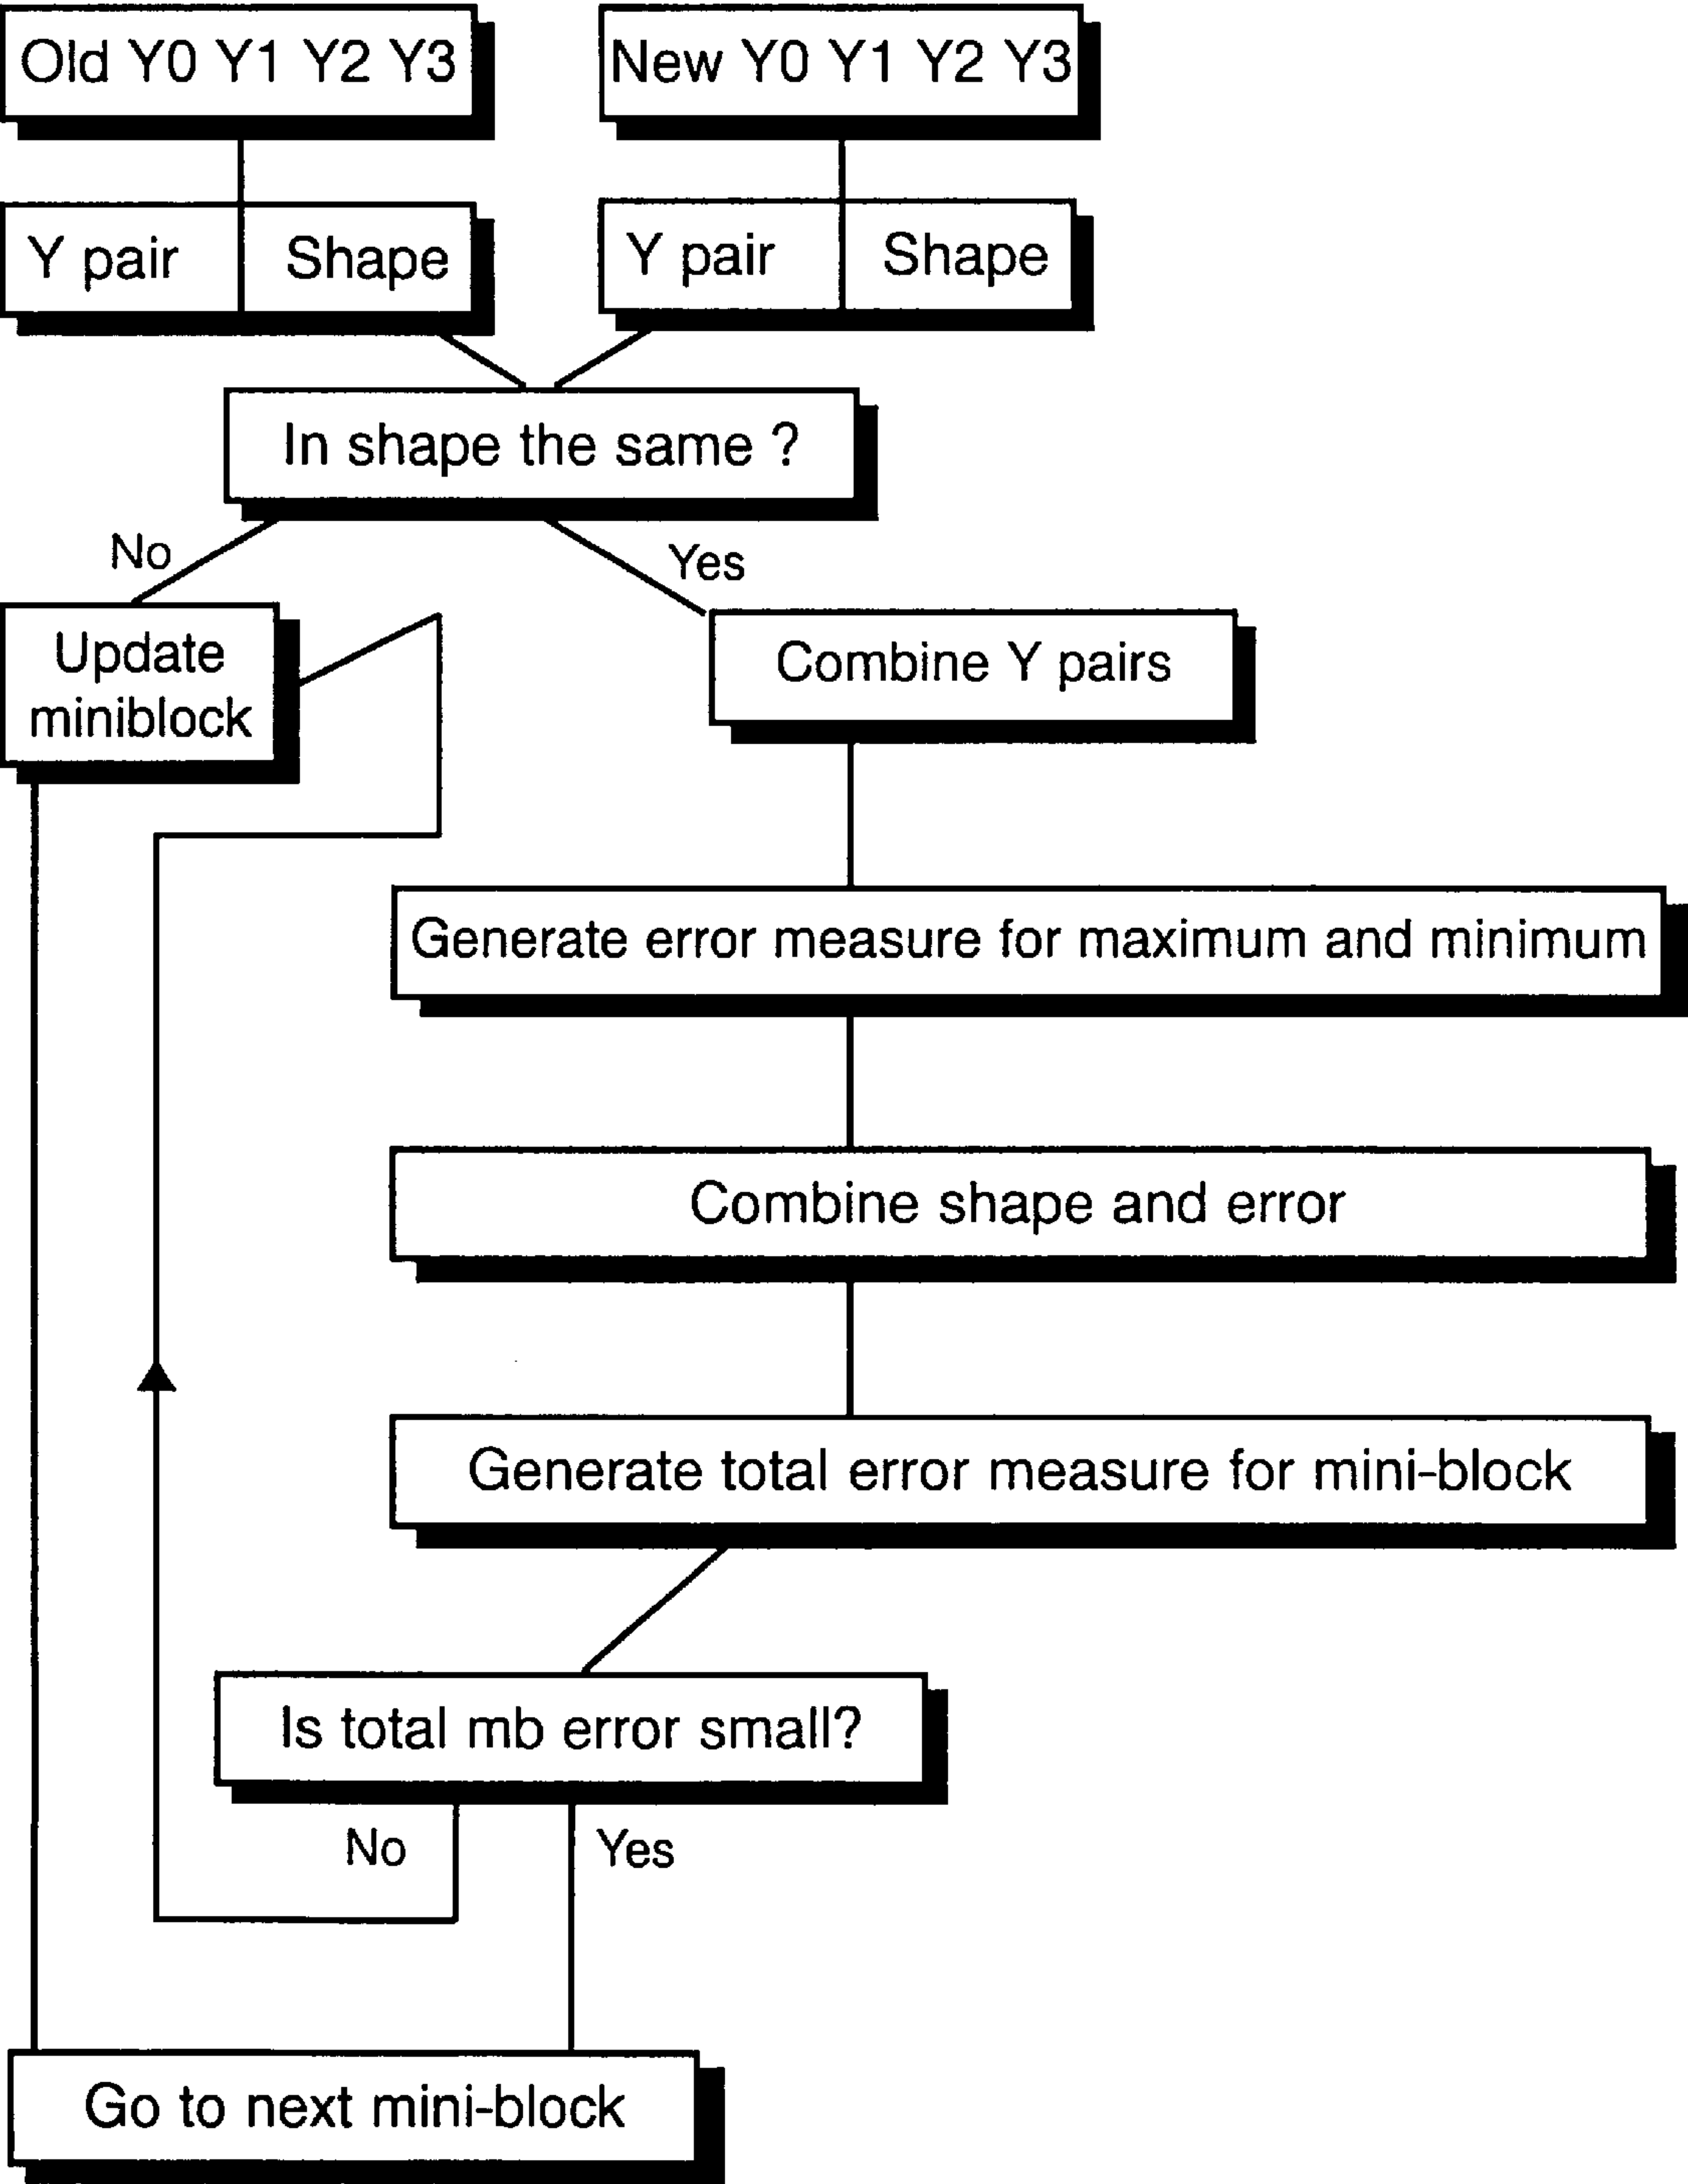 Old Y0 Y1 Y2 Y3
New Y0 Y1 Y2 Y3
Y pair
Shape
Y pair
Shape
In shape the same ?
No
Yes
Update
miniblock
Combine Y pairs
Generate error measure for maximum and minimum
Combine shape and error
Generate total error measure for mini-block
Is total mb error small?
No
Yes
Go to next mini-block